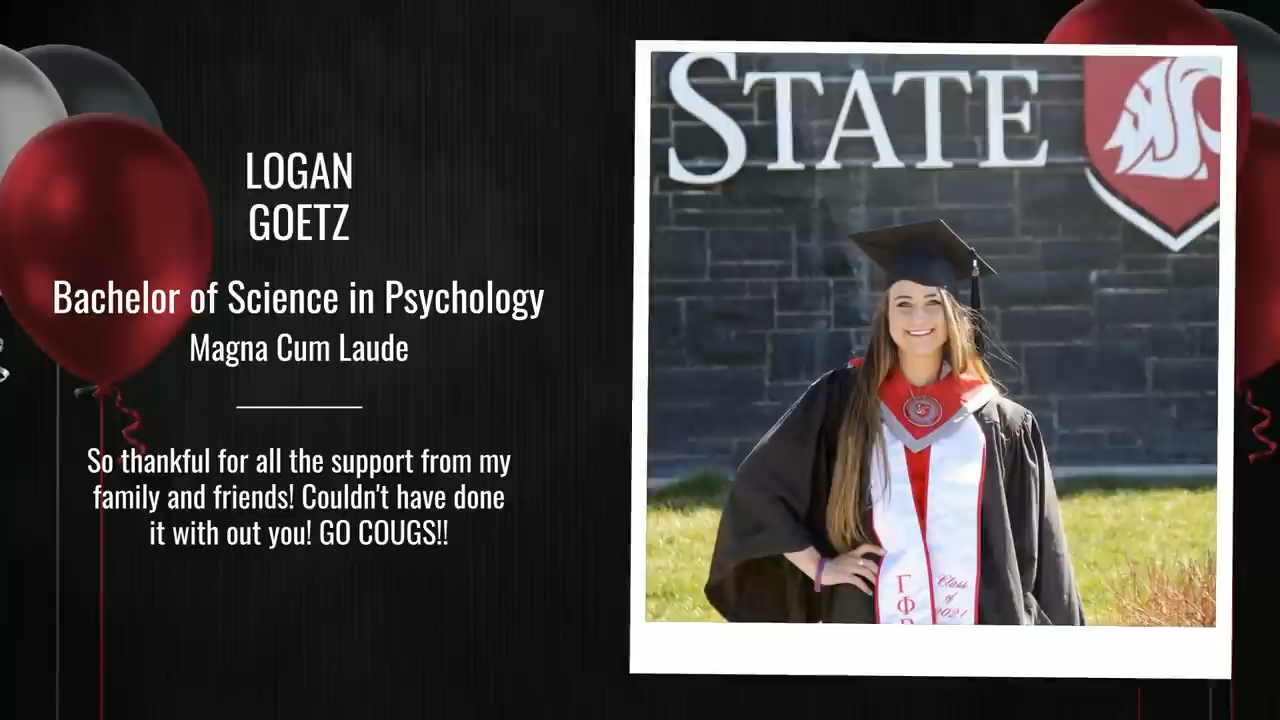 LOGAN
GOETZ
Bachelor of Science in Psychology
Magna Cum Laude
So thankful for all the support from my
family and friends! Couldn't have done
it with out you! GO COUGS!!
STATE
ΓΦ
Class
of
2021